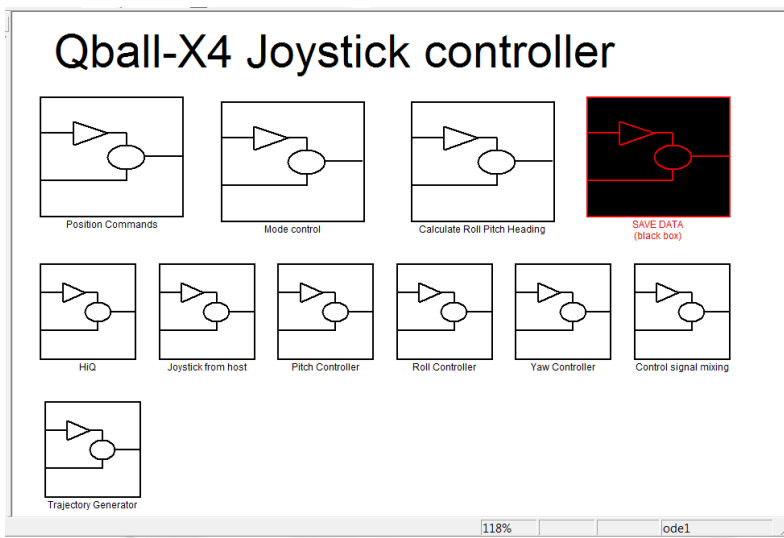 Qball-X4 Joystick controller
Position Commands
Mode control
Calculate Roll Pitch Heading
SAVE DATA
(black box)
HiQ
Joystick from host
Pitch Controller
Roll Controller
Yaw Controller
Control signal mixing
Trajectory Generator
118%
ode1